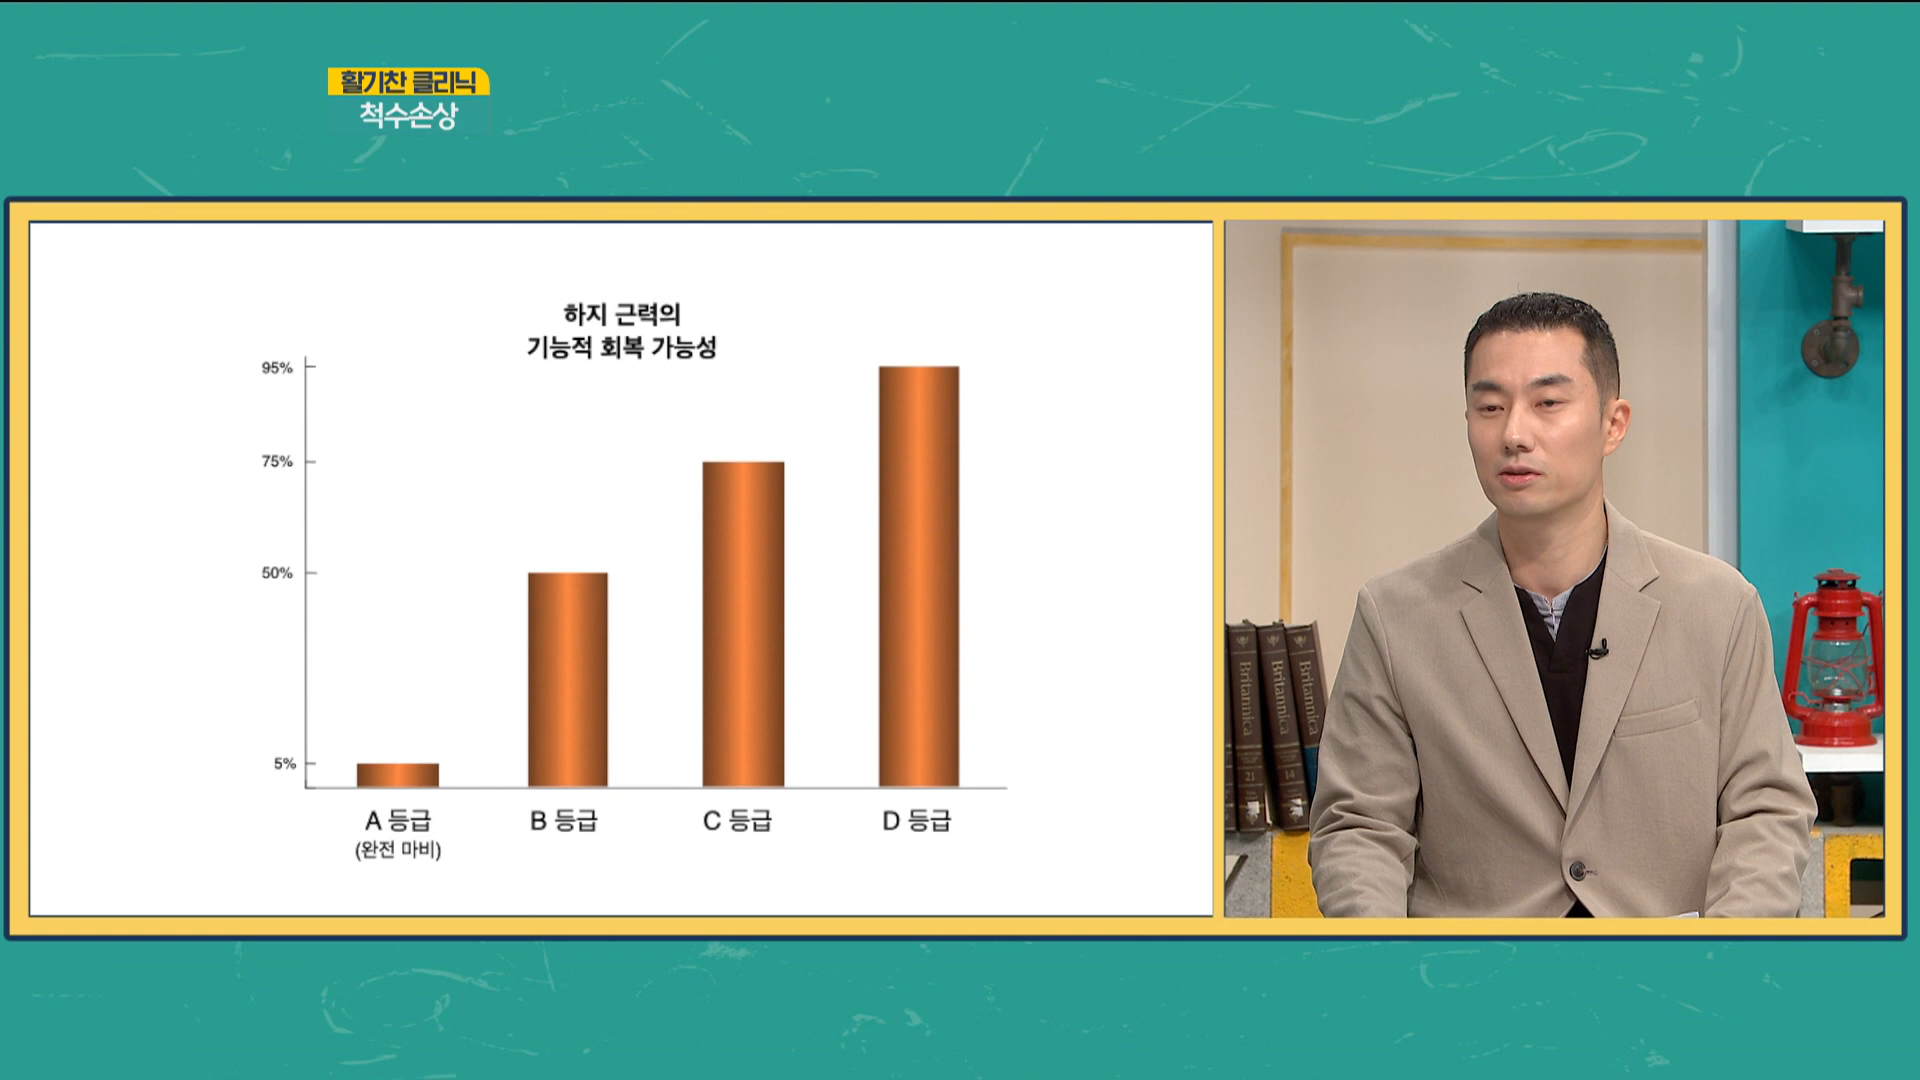 활기찬 클리닉
척수손상
하지 근력의
기능적 회복 가능성
95%
75%
50%
5%
A 등급
(완전 마비)
B 등급
C 등급
D 등급
Britannica
21
Britannica
14
Britannica